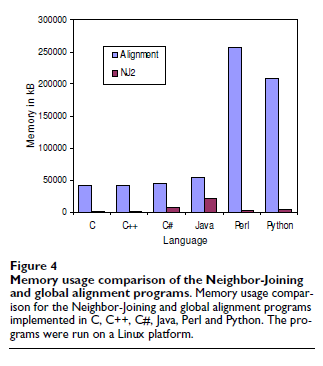 300000
250000
200000
150000
100000
50000
0
Memory in kB
Alignment
NJ2
C C++ C# Java Perl Python
Language
Figure 4
Memory usage comparison of the Neighbor-Joining
and global alignment programs. Memory usage compar-
ison for the Neighbor-Joining and global alignment programs
implemented in C, C++, C#, Java, Perl and Python. The pro-
grams were run on a Linux platform.